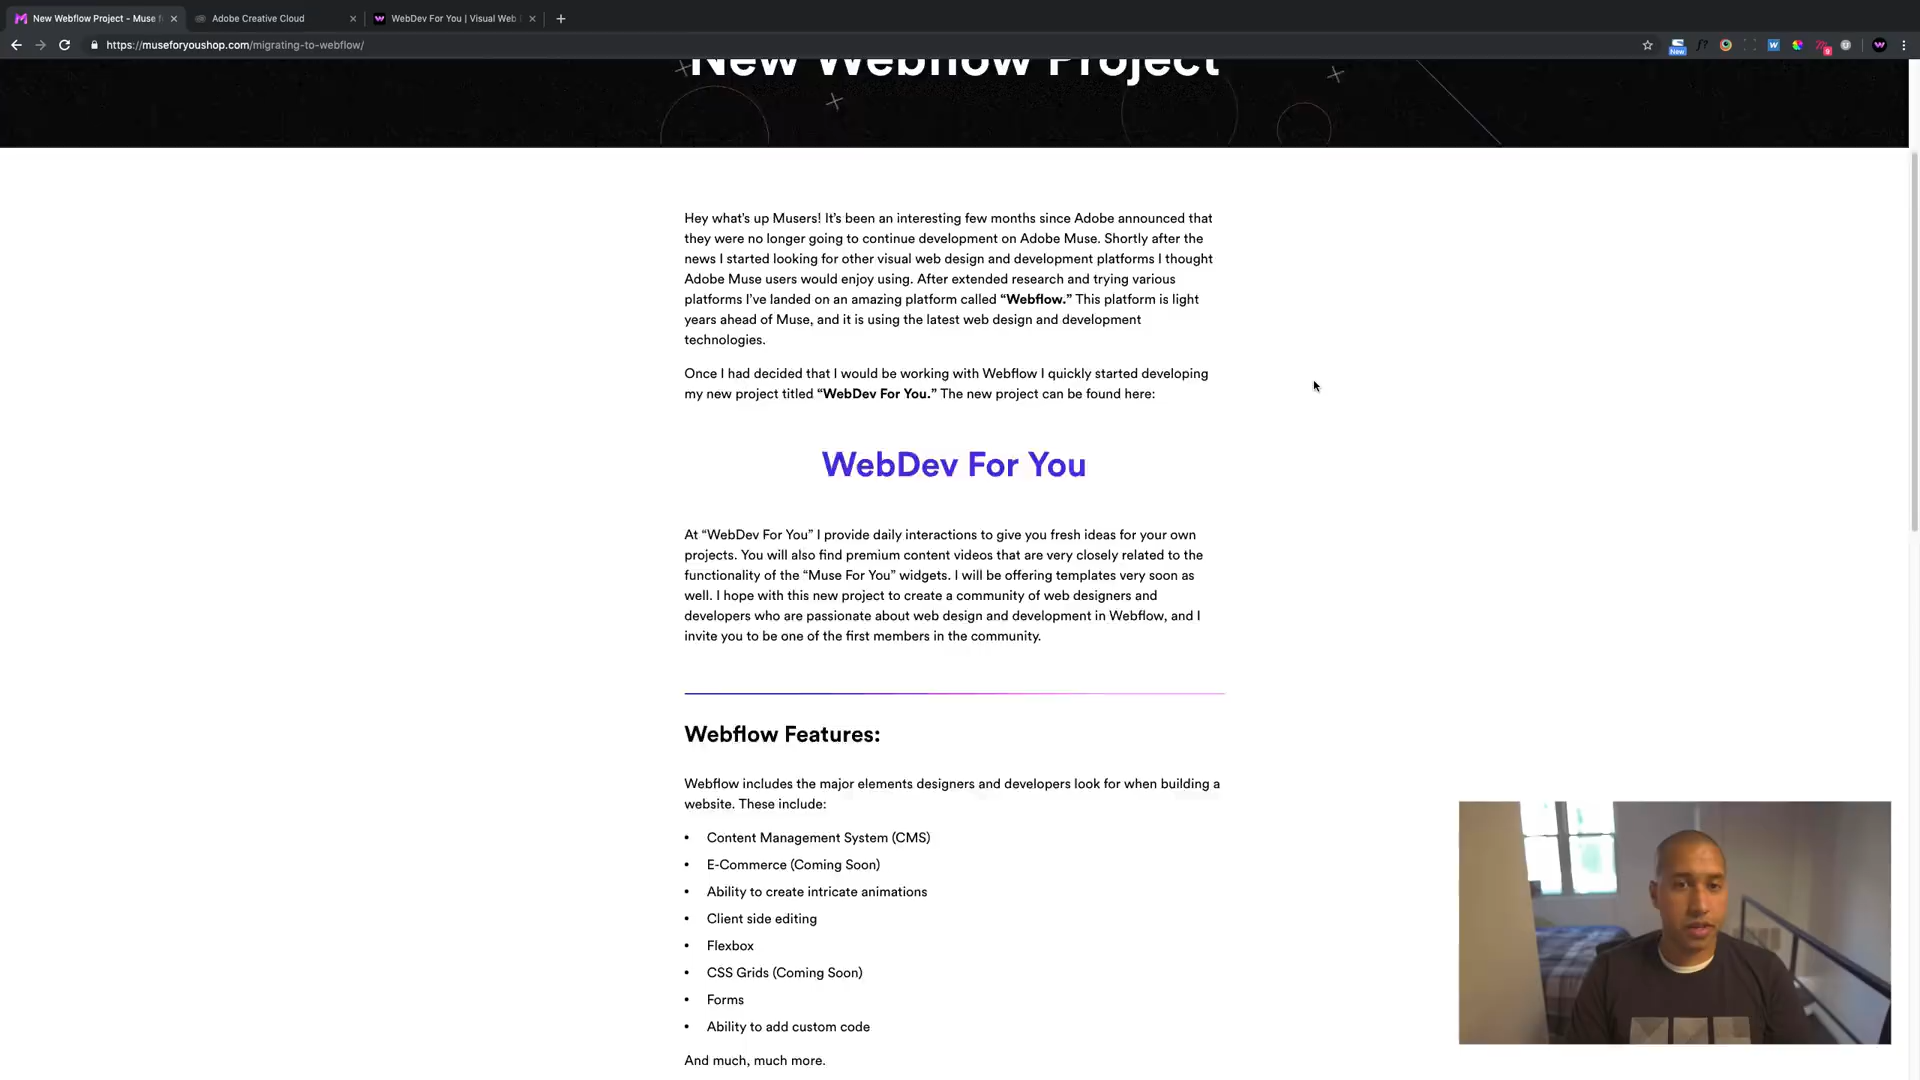 New Webflow Project - Muse f
Adobe Creative Cloud
WebDev For You | Visual Web
https://museforyoushop.com/migrating-to-webflow/
New
New Webflow Project
Hey what's up Musers! It's been an interesting few months since Adobe announced that
they were no longer going to continue development on Adobe Muse. Shortly after the
news I started looking for other visual web design and development platforms I thought
Adobe Muse users would enjoy using. After extended research and trying various
platforms I've landed on an amazing platform called “Webflow.” This platform is light
years ahead of Muse, and it is using the latest web design and development
technologies.
Once I had decided that I would be working with Webflow I quickly started developing
my new project titled “WebDev For You.” The new project can be found here:
WebDev For You
At “WebDev For You” I provide daily interactions to give you fresh ideas for your own
projects. You will also find premium content videos that are very closely related to the
functionality of the “Muse For You” widgets. I will be offering templates very soon as
well. I hope with this new project to create a community of web designers and
developers who are passionate about web design and development in Webflow, and I
invite you to be one of the first members in the community.
Webflow Features:
Webflow includes the major elements designers and developers look for when building a
website. These include:
• Content Management System (CMS)
• E-Commerce (Coming Soon)
• Ability to create intricate animations
• Client side editing
• Flexbox
• CSS Grids (Coming Soon)
• Forms
• Ability to add custom code
And much, much more.